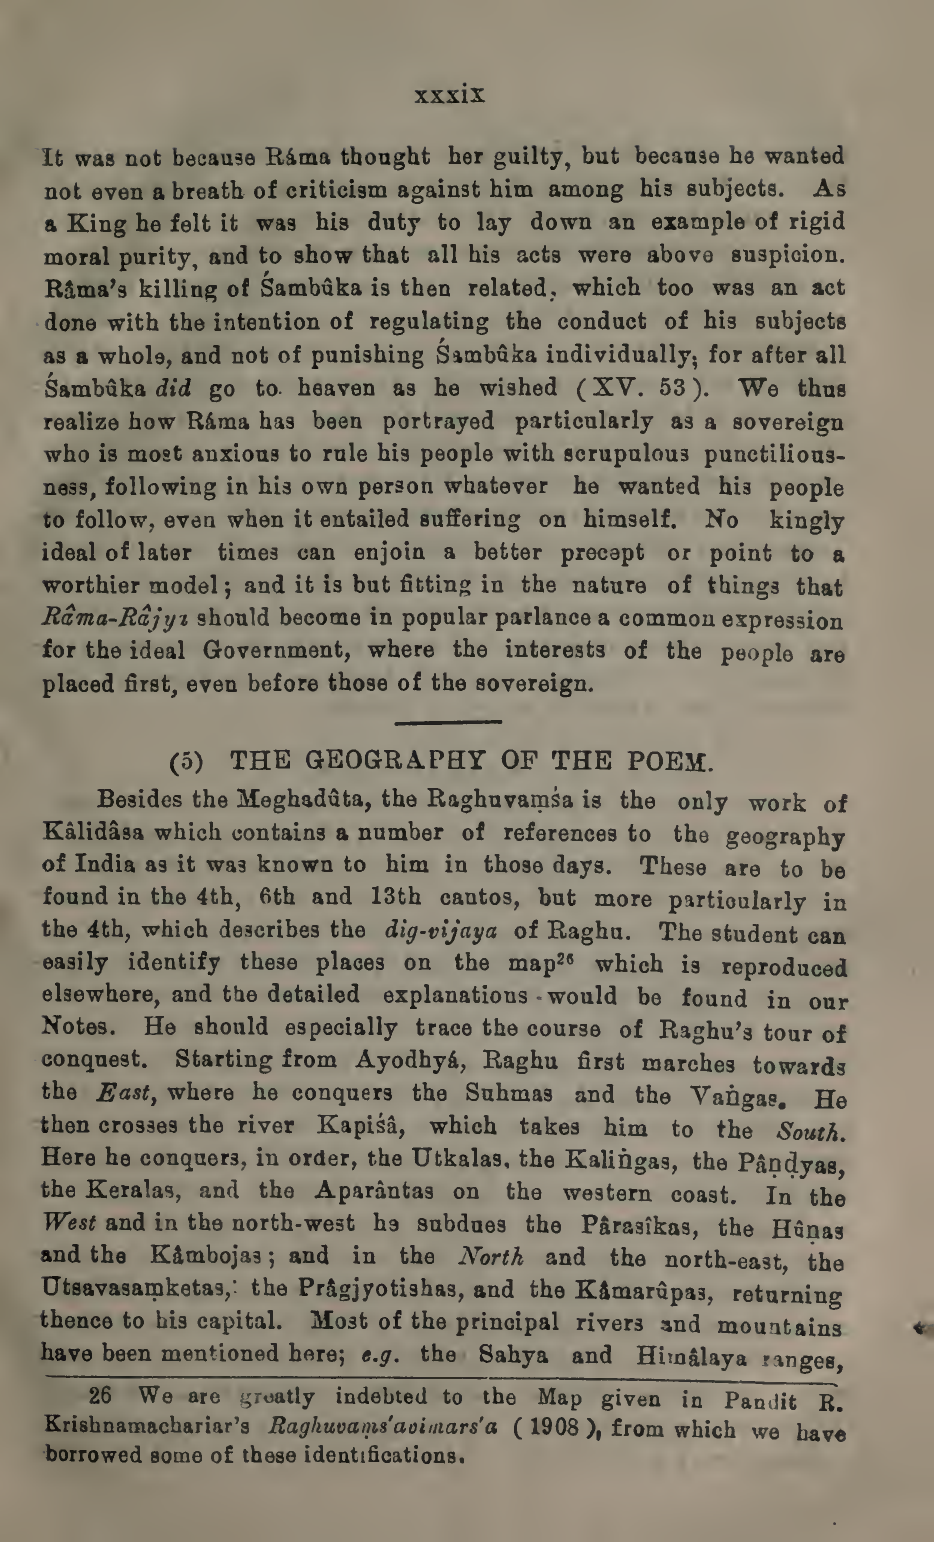 xxxix
It was not because Râma thought her guilty, but because he wanted
not even a breath of criticism against him among his subjects. As
a King he felt it was his duty to lay down an example of rigid
moral purity, and to show that all his acts were above suspicion.
Râma's killing of Śambûka is then related, which too was an act
done with the intention of regulating the conduct of his subjects
as a whole, and not of punishing Śambûka individually; for after all
Śambûka did go to heaven as he wished ( XV. 53 ). We thus
realize how Râma has been portrayed particularly as a sovereign
who is most anxious to rule his people with scrupulous punctilious-
ness, following in his own person whatever he wanted his people
to follow, even when it entailed suffering on himself. No kingly
ideal of later times can enjoin a better precept or point to a
worthier model; and it is but fitting in the nature of things that
Râma-Râjya should become in popular parlance a common expression
for the ideal Government, where the interests of the people are
placed first, even before those of the sovereign.
(5) THE GEOGRAPHY OF THE POEM.
Besides the Meghadûta, the Raghuvaṃśa is the only work of
Kâlidâsa which contains a number of references to the geography
of India as it was known to him in those days. These are to be
found in the 4th, 6th and 13th cantos, but more particularly in
the 4th, which describes the dig-vijaya of Raghu. The student can
easily identify these places on the map²⁶ which is reproduced
elsewhere, and the detailed explanations would be found in our
Notes. He should especially trace the course of Raghu's tour of
conquest. Starting from Ayodhyâ, Raghu first marches towards
the East, where he conquers the Suhmas and the Vaṅgas. He
then crosses the river Kapiśâ, which takes him to the South.
Here he conquers, in order, the Utkalas, the Kaliṅgas, the Pâṇḍyas,
the Keralas, and the Aparântas on the western coast. In the
West and in the north-west he subdues the Pârasîkas, the Hûṇas
and the Kâmbojas; and in the North and the north-east, the
Utsavasaṃketas, the Prâgjyotishas, and the Kâmarûpas, returning
thence to his capital. Most of the principal rivers and mountains
have been mentioned here; e.g. the Sahya and Himâlaya ranges,
26 We are greatly indebted to the Map given in Pandit R.
Krishnamachariar's Raghuvaṃs'avimars'a ( 1908 ), from which we have
borrowed some of these identifications.